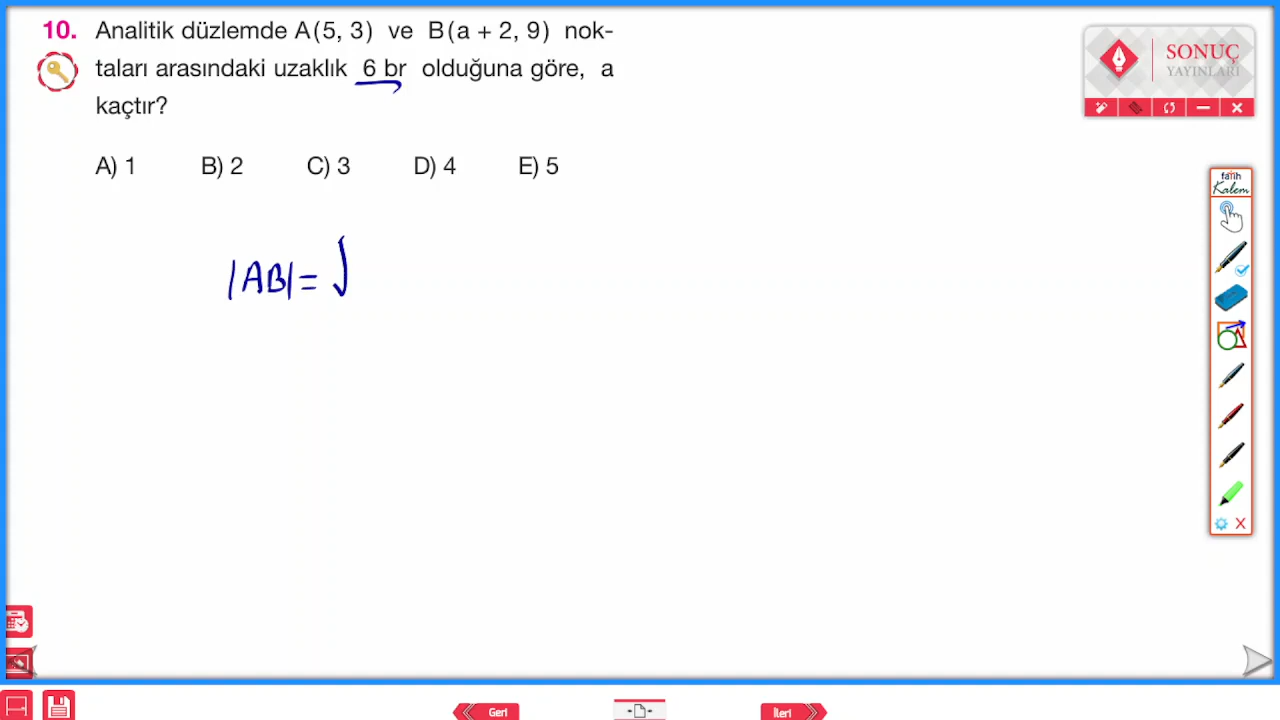 10. Analitik düzlemde A(5, 3) ve B(a + 2, 9) nok-
taları arasındaki uzaklık 6 br olduğuna göre, a
kaçtır?
A) 1 B) 2 C) 3 D) 4 E) 5
|AB| = √
SONUÇ
YAYINLARI
fatih
Kalem
Geri
İleri